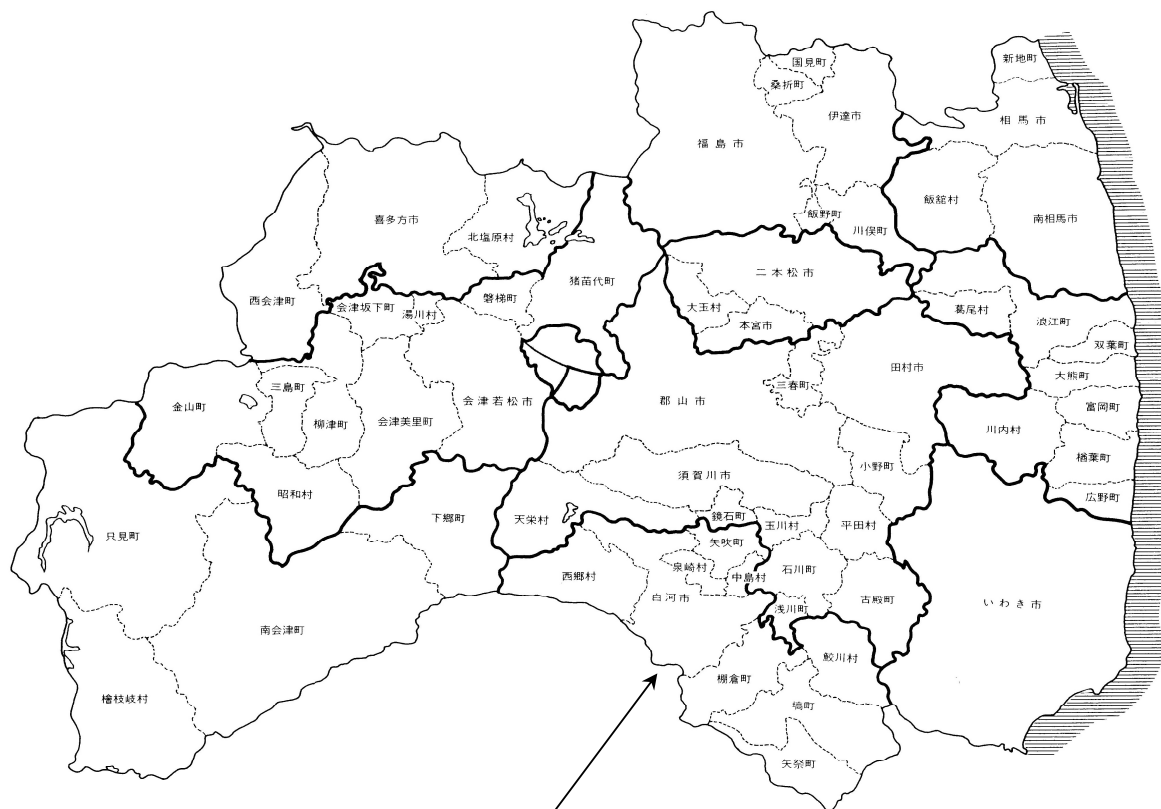 国見町
新地町
桑折町
伊達市
相馬市
福島市
飯舘村
喜多方市
北塩原村
飯野町
川俣町
南相馬市
猪苗代町
二本松市
西会津町
会津坂下町
湯川村
磐梯町
大玉村
本宮市
葛尾村
浪江町
双葉町
田村市
大熊町
三島町
三春町
金山町
柳津町
会津美里町
会津若松市
郡山市
富岡町
川内村
楢葉町
小野町
須賀川市
昭和村
広野町
天栄村
下郷町
鏡石町
玉川村
平田村
只見町
矢吹町
西郷村
泉崎村
中島村
石川町
白河市
浅川町
古殿町
いわき市
南会津町
鮫川村
棚倉町
檜枝岐村
塙町
矢祭町